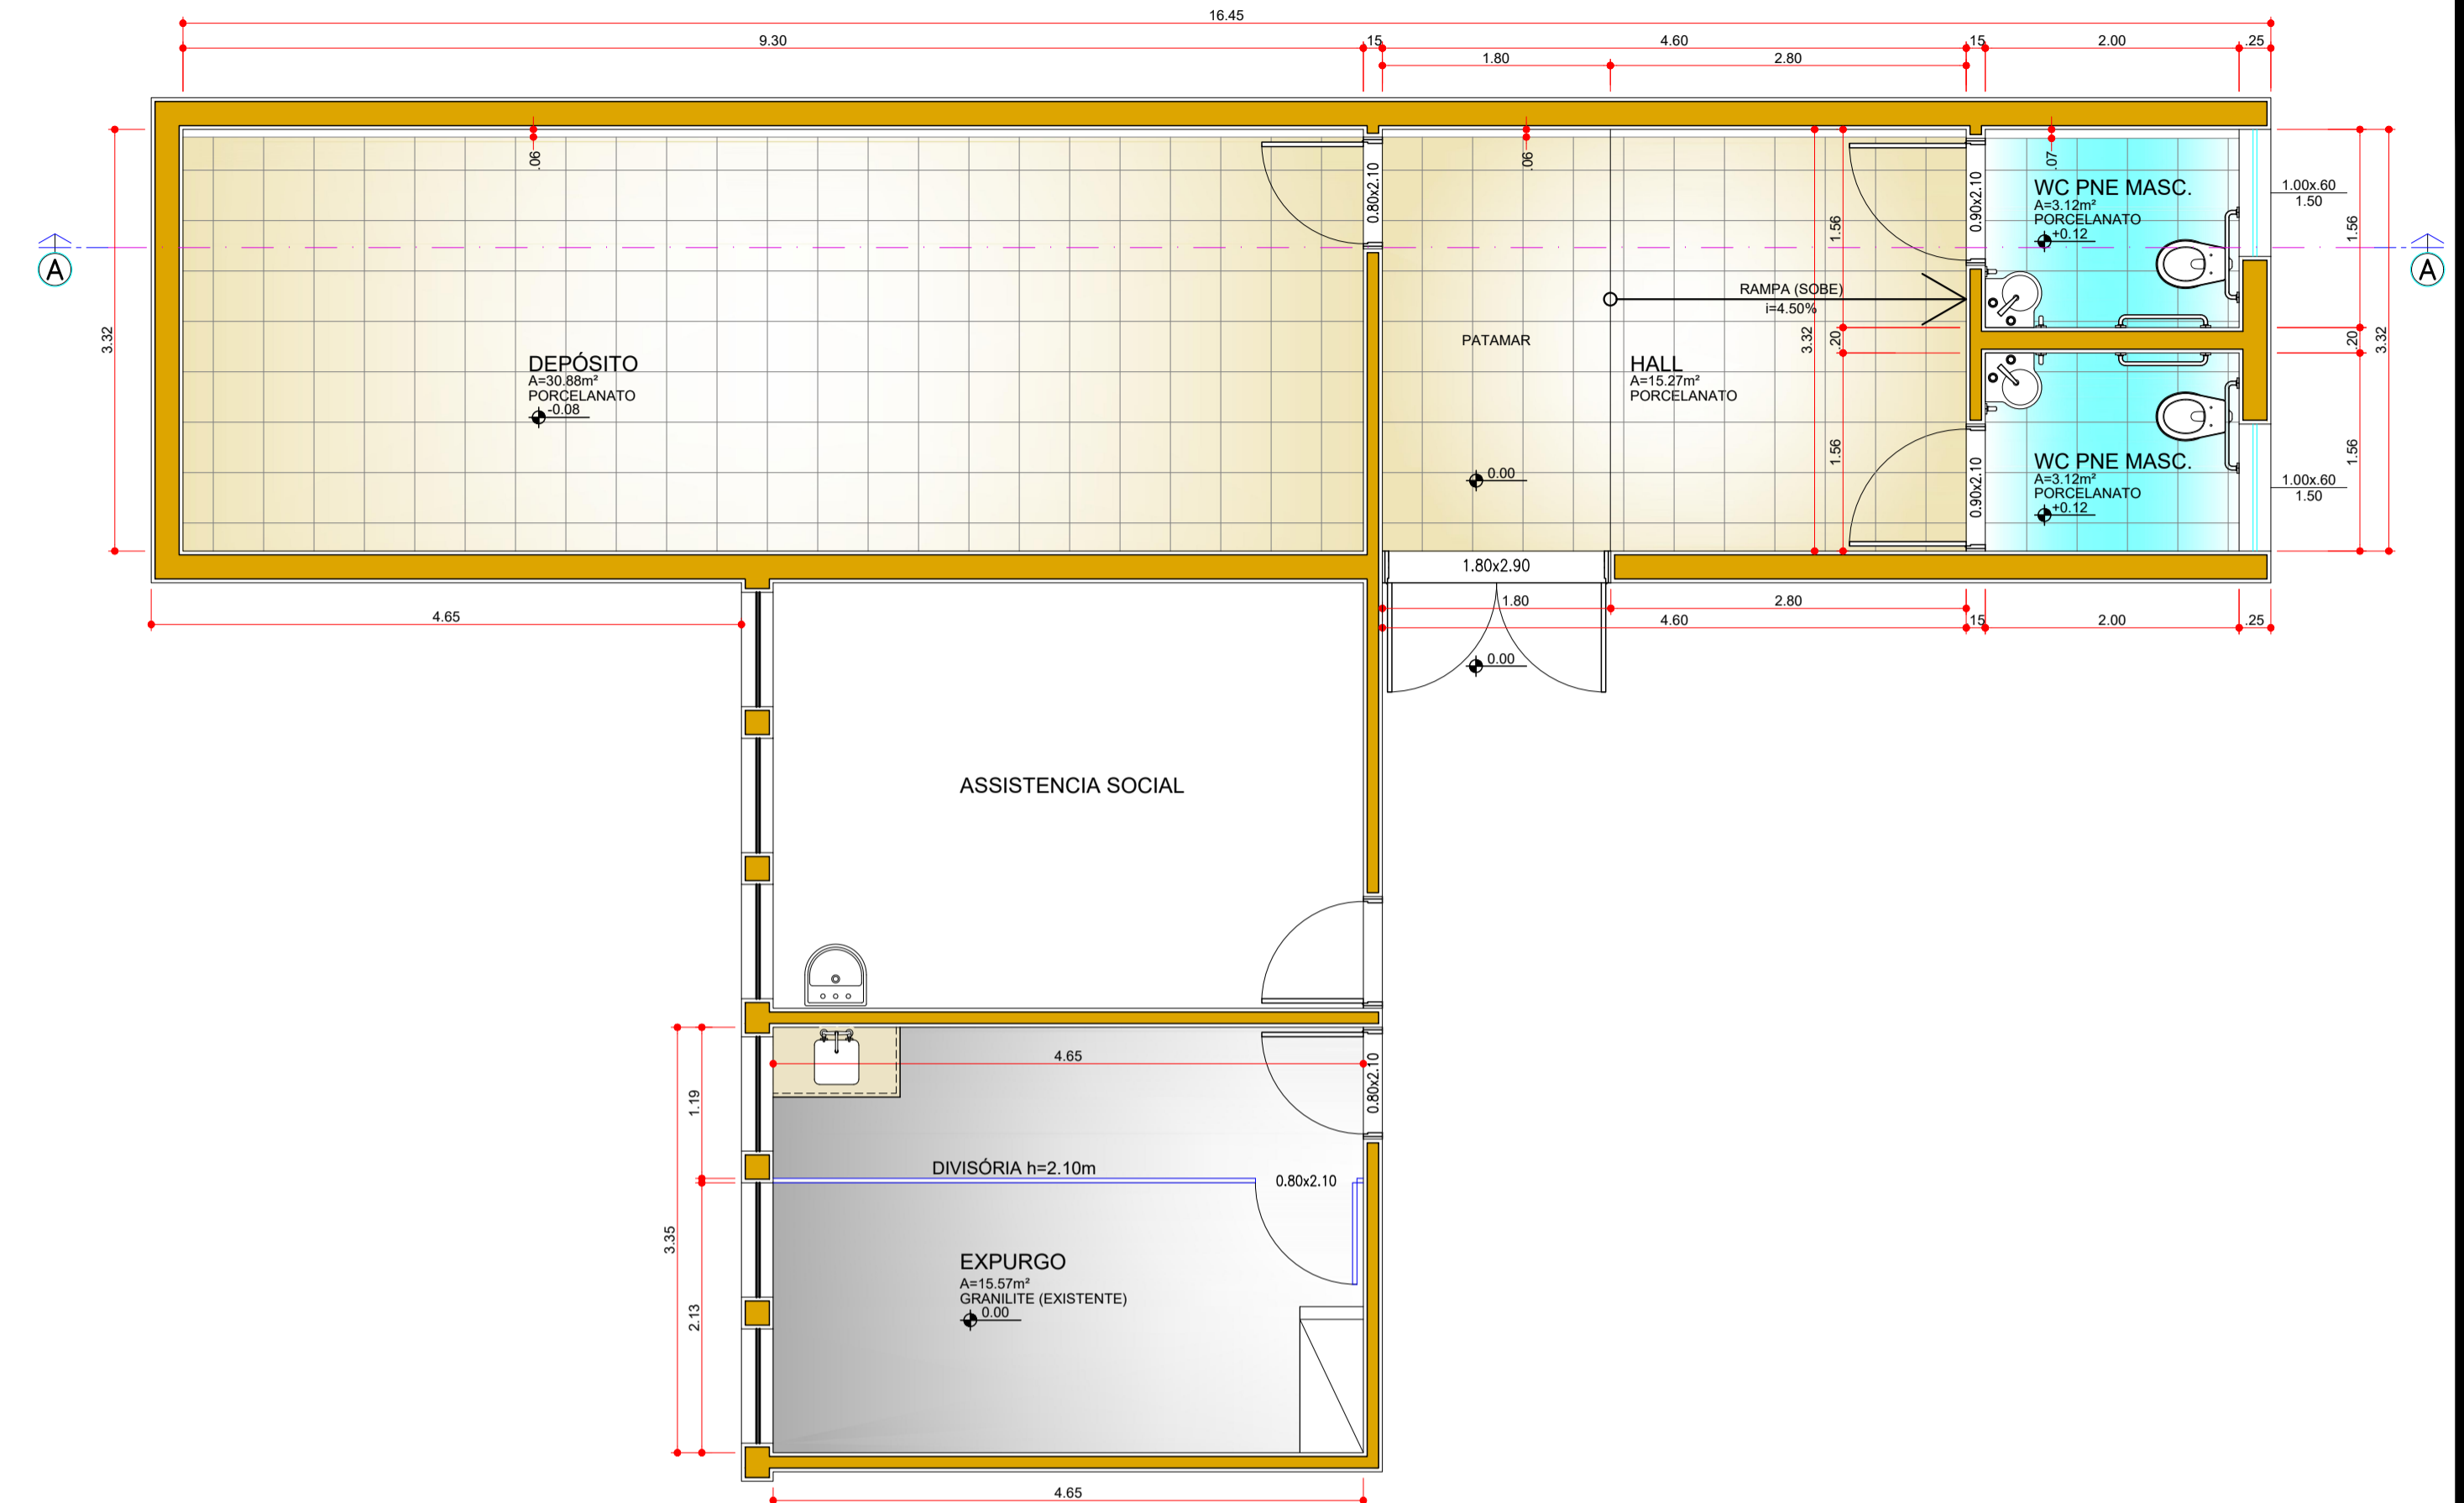 16.45
9.30
15
4.60
15
2.00
.25
1.80
2.80
.06
.06
.07
0.80x2.10
0.90x2.10
WC PNE MASC.
A=3.12m²
PORCELANATO
+0.12
1.00x.60
1.50
1.56
1.56
A
A
RAMPA (SOBE)
i=4.50%
3.32
3.32
.20
.20
3.32
PATAMAR
DEPÓSITO
A=30.88m²
PORCELANATO
-0.08
HALL
A=15.27m²
PORCELANATO
0.00
1.56
1.56
WC PNE MASC.
A=3.12m²
PORCELANATO
+0.12
0.90x2.10
1.00x.60
1.50
1.80x2.90
1.80
2.80
4.65
4.60
15
2.00
.25
0.00
ASSISTENCIA SOCIAL
4.65
0.80x2.10
1.19
DIVISÓRIA h=2.10m
0.80x2.10
3.35
EXPURGO
A=15.57m²
GRANILITE (EXISTENTE)
0.00
2.13
4.65